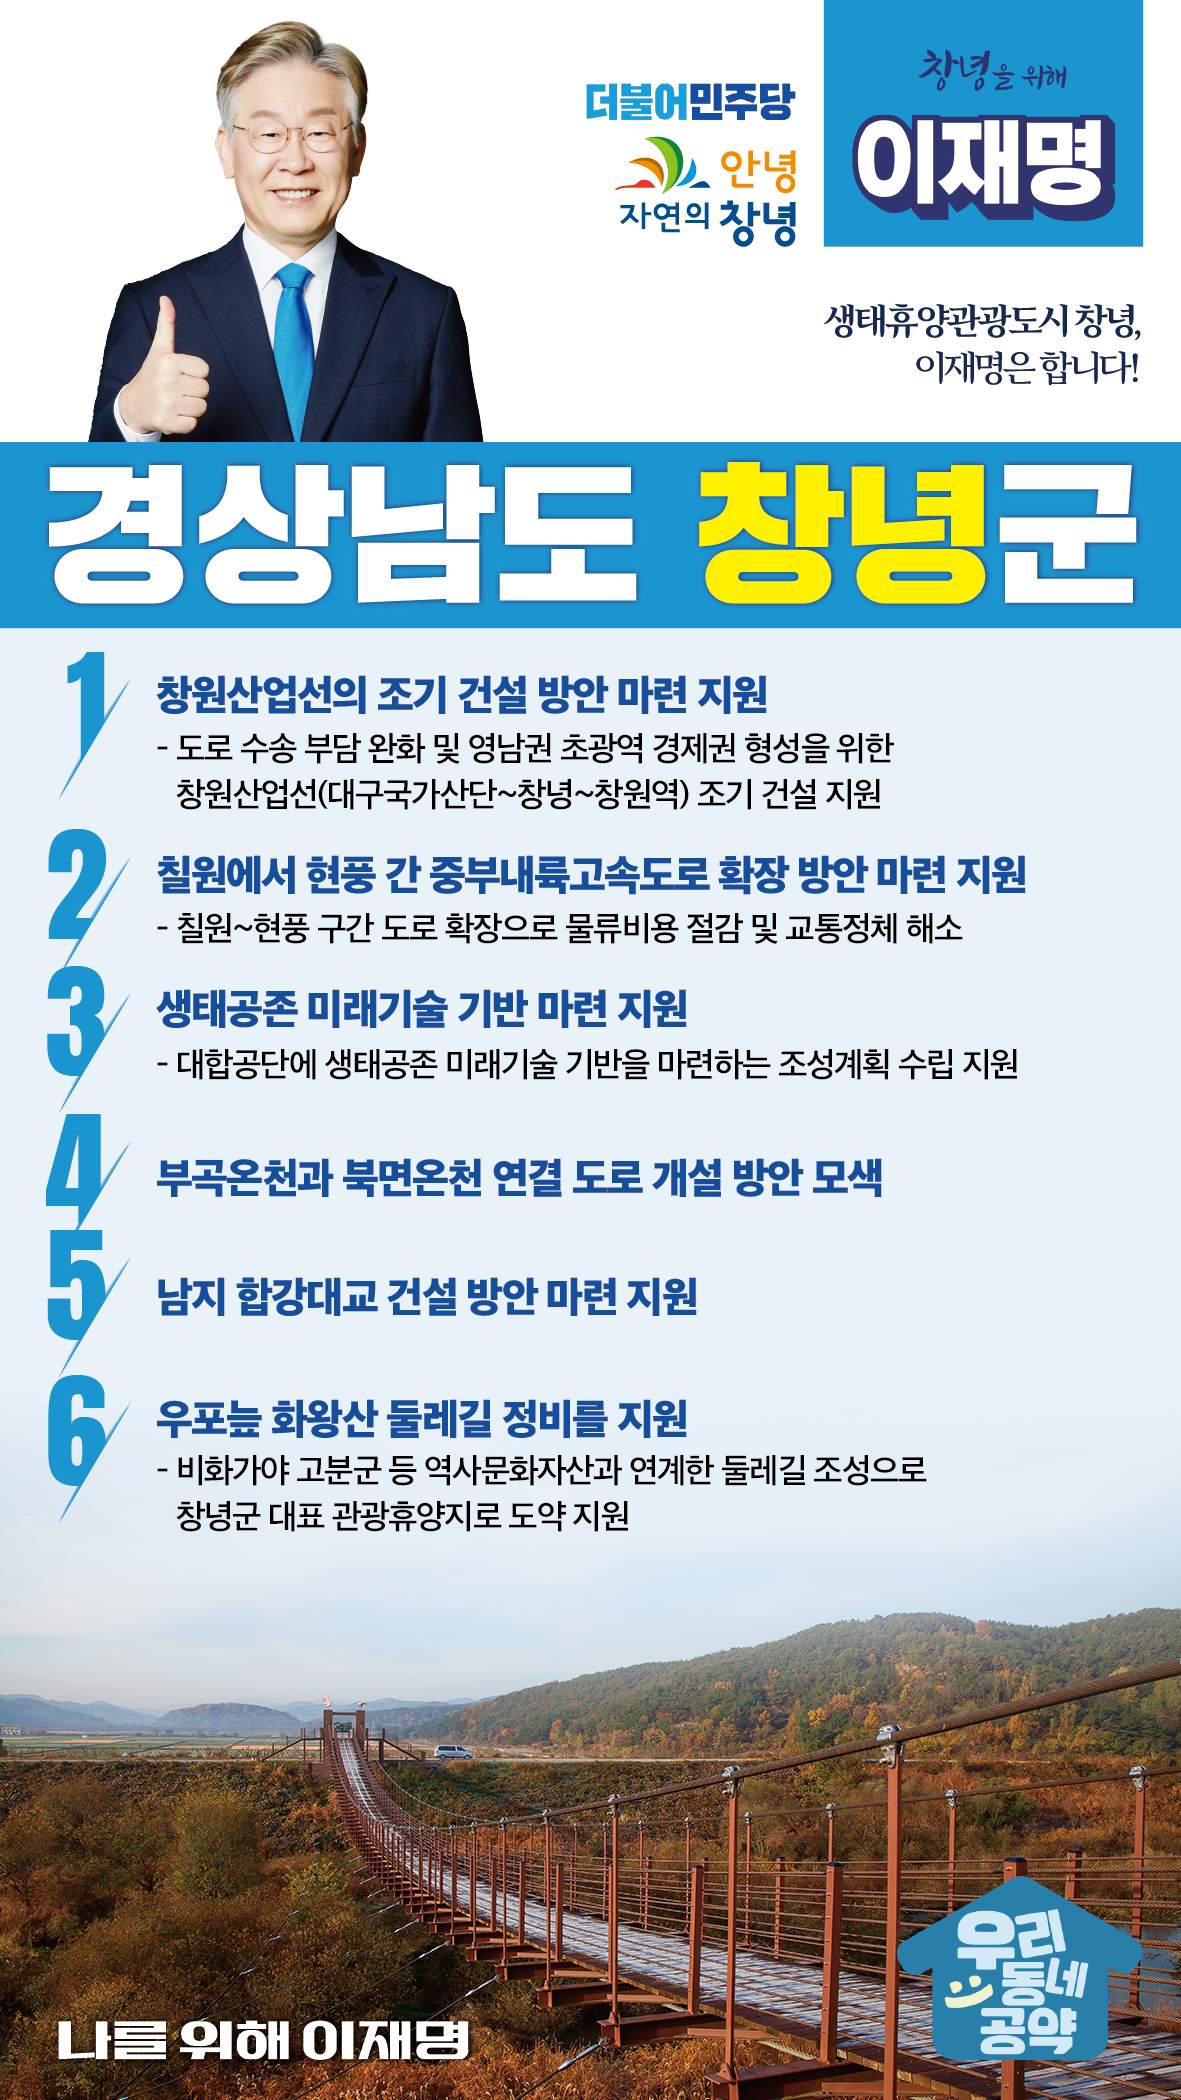 더불어민주당
안녕
자연의 창녕
창녕을 위해
이재명
생태휴양관광도시 창녕,
이재명은 합니다!
경상남도 창녕군
1
창원산업선의 조기 건설 방안 마련 지원
- 도로 수송 부담 완화 및 영남권 초광역 경제권 형성을 위한
창원산업선(대구국가산단~창녕~창원역) 조기 건설 지원
2
칠원에서 현풍 간 중부내륙고속도로 확장 방안 마련 지원
- 칠원~현풍 구간 도로 확장으로 물류비용 절감 및 교통정체 해소
3
생태공존 미래기술 기반 마련 지원
- 대합공단에 생태공존 미래기술 기반을 마련하는 조성계획 수립 지원
4
부곡온천과 북면온천 연결 도로 개설 방안 모색
5
남지 합강대교 건설 방안 마련 지원
6
우포늪 화왕산 둘레길 정비를 지원
- 비화가야 고분군 등 역사문화자산과 연계한 둘레길 조성으로
창녕군 대표 관광휴양지로 도약 지원
우리
동네
공약
나를 위해 이재명